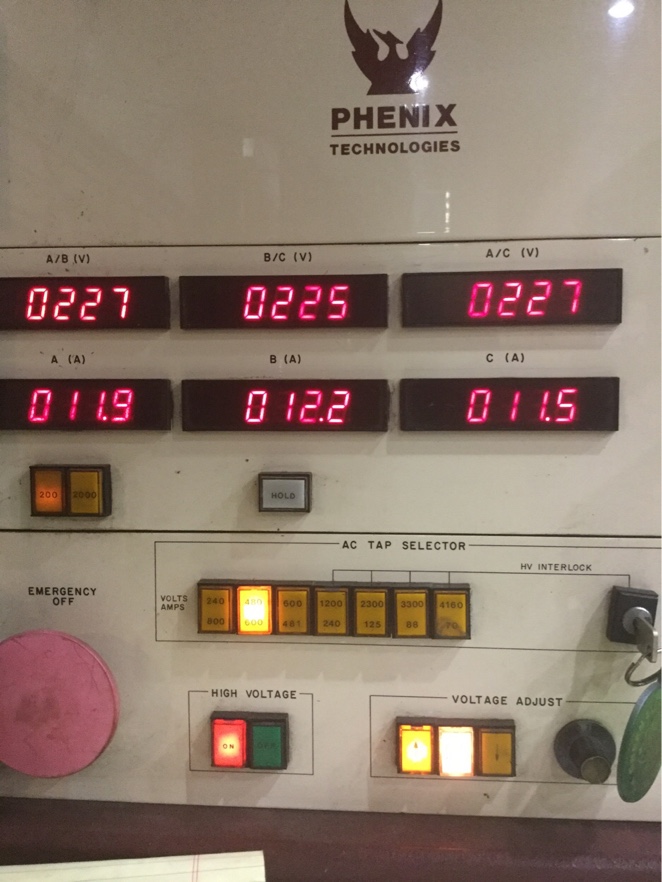 PHENIX
TECHNOLOGIES
A/B (V) B/C (V) A/C (V)
0227 0225 0227
A (A) B (A) C (A)
011.9 012.2 011.5
200 2000 HOLD
AC TAP SELECTOR
HV INTERLOCK
EMERGENCY
OFF
VOLTS 240 480 600 1200 2300 3300 4160
AMPS 800 600 481 240 125 88 70
HIGH VOLTAGE
ON OFF
VOLTAGE ADJUST